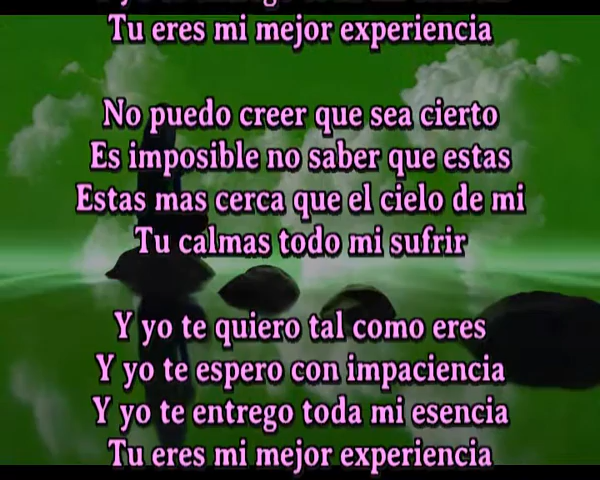 Tu eres mi mejor experiencia
No puedo creer que sea cierto
Es imposible no saber que estas
Estas mas cerca que el cielo de mi
Tu calmas todo mi sufrir
Y yo te quiero tal como eres
Y yo te espero con impaciencia
Y yo te entrego toda mi esencia
Tu eres mi mejor experiencia